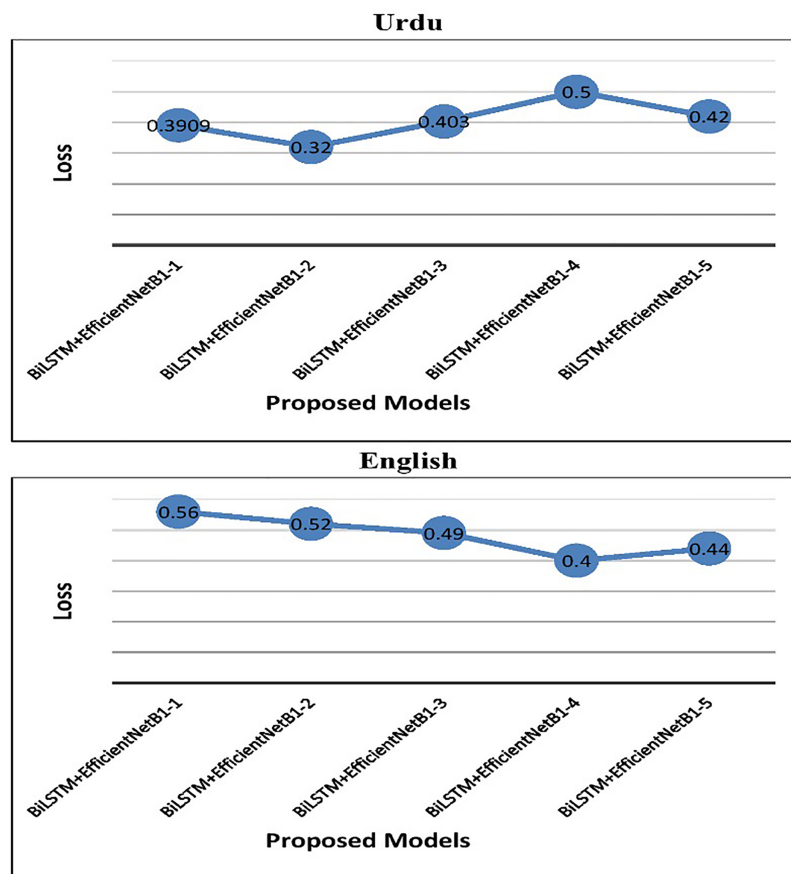 Urdu
0.3909
0.32
0.403
0.5
0.42
Loss
BiLSTM+EfficientNetB1-1
BiLSTM+EfficientNetB1-2
BiLSTM+EfficientNetB1-3
BiLSTM+EfficientNetB1-4
BiLSTM+EfficientNetB1-5
Proposed Models
English
0.56
0.52
0.49
0.4
0.44
Loss
BiLSTM+EfficientNetB1-1
BiLSTM+EfficientNetB1-2
BiLSTM+EfficientNetB1-3
BiLSTM+EfficientNetB1-4
BiLSTM+EfficientNetB1-5
Proposed Models